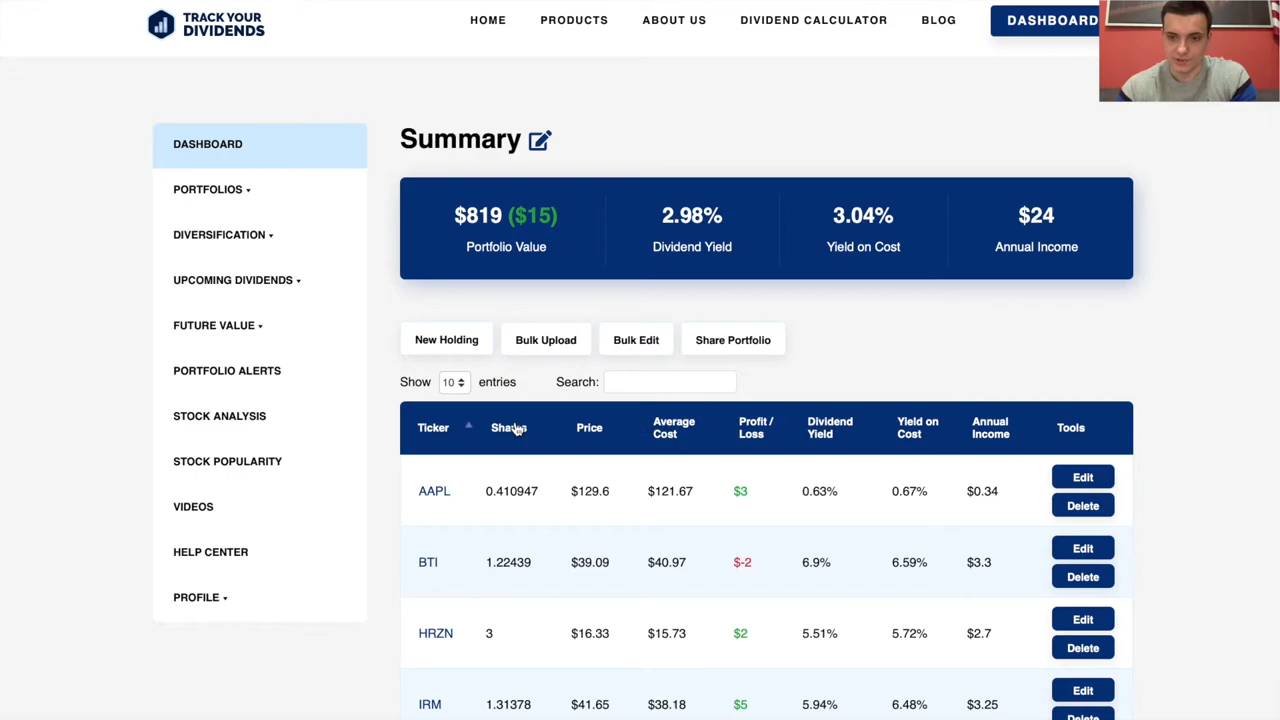 TRACK YOUR
DIVIDENDS
HOME PRODUCTS ABOUT US DIVIDEND CALCULATOR BLOG DASHBOARD
DASHBOARD
PORTFOLIOS
DIVERSIFICATION
UPCOMING DIVIDENDS
FUTURE VALUE
PORTFOLIO ALERTS
STOCK ANALYSIS
STOCK POPULARITY
VIDEOS
HELP CENTER
PROFILE
Summary
$819 ($15) 2.98% 3.04% $24
Portfolio Value Dividend Yield Yield on Cost Annual Income
New Holding Bulk Upload Bulk Edit Share Portfolio
Show 10 entries Search:
Ticker Shares Price Average Cost Profit / Loss Dividend Yield Yield on Cost Annual Income Tools
AAPL 0.410947 $129.6 $121.67 $3 0.63% 0.67% $0.34 Edit
Delete
BTI 1.22439 $39.09 $40.97 $-2 6.9% 6.59% $3.3 Edit
Delete
HRZN 3 $16.33 $15.73 $2 5.51% 5.72% $2.7 Edit
Delete
IRM 1.31378 $41.65 $38.18 $5 5.94% 6.48% $3.25 Edit
Delete